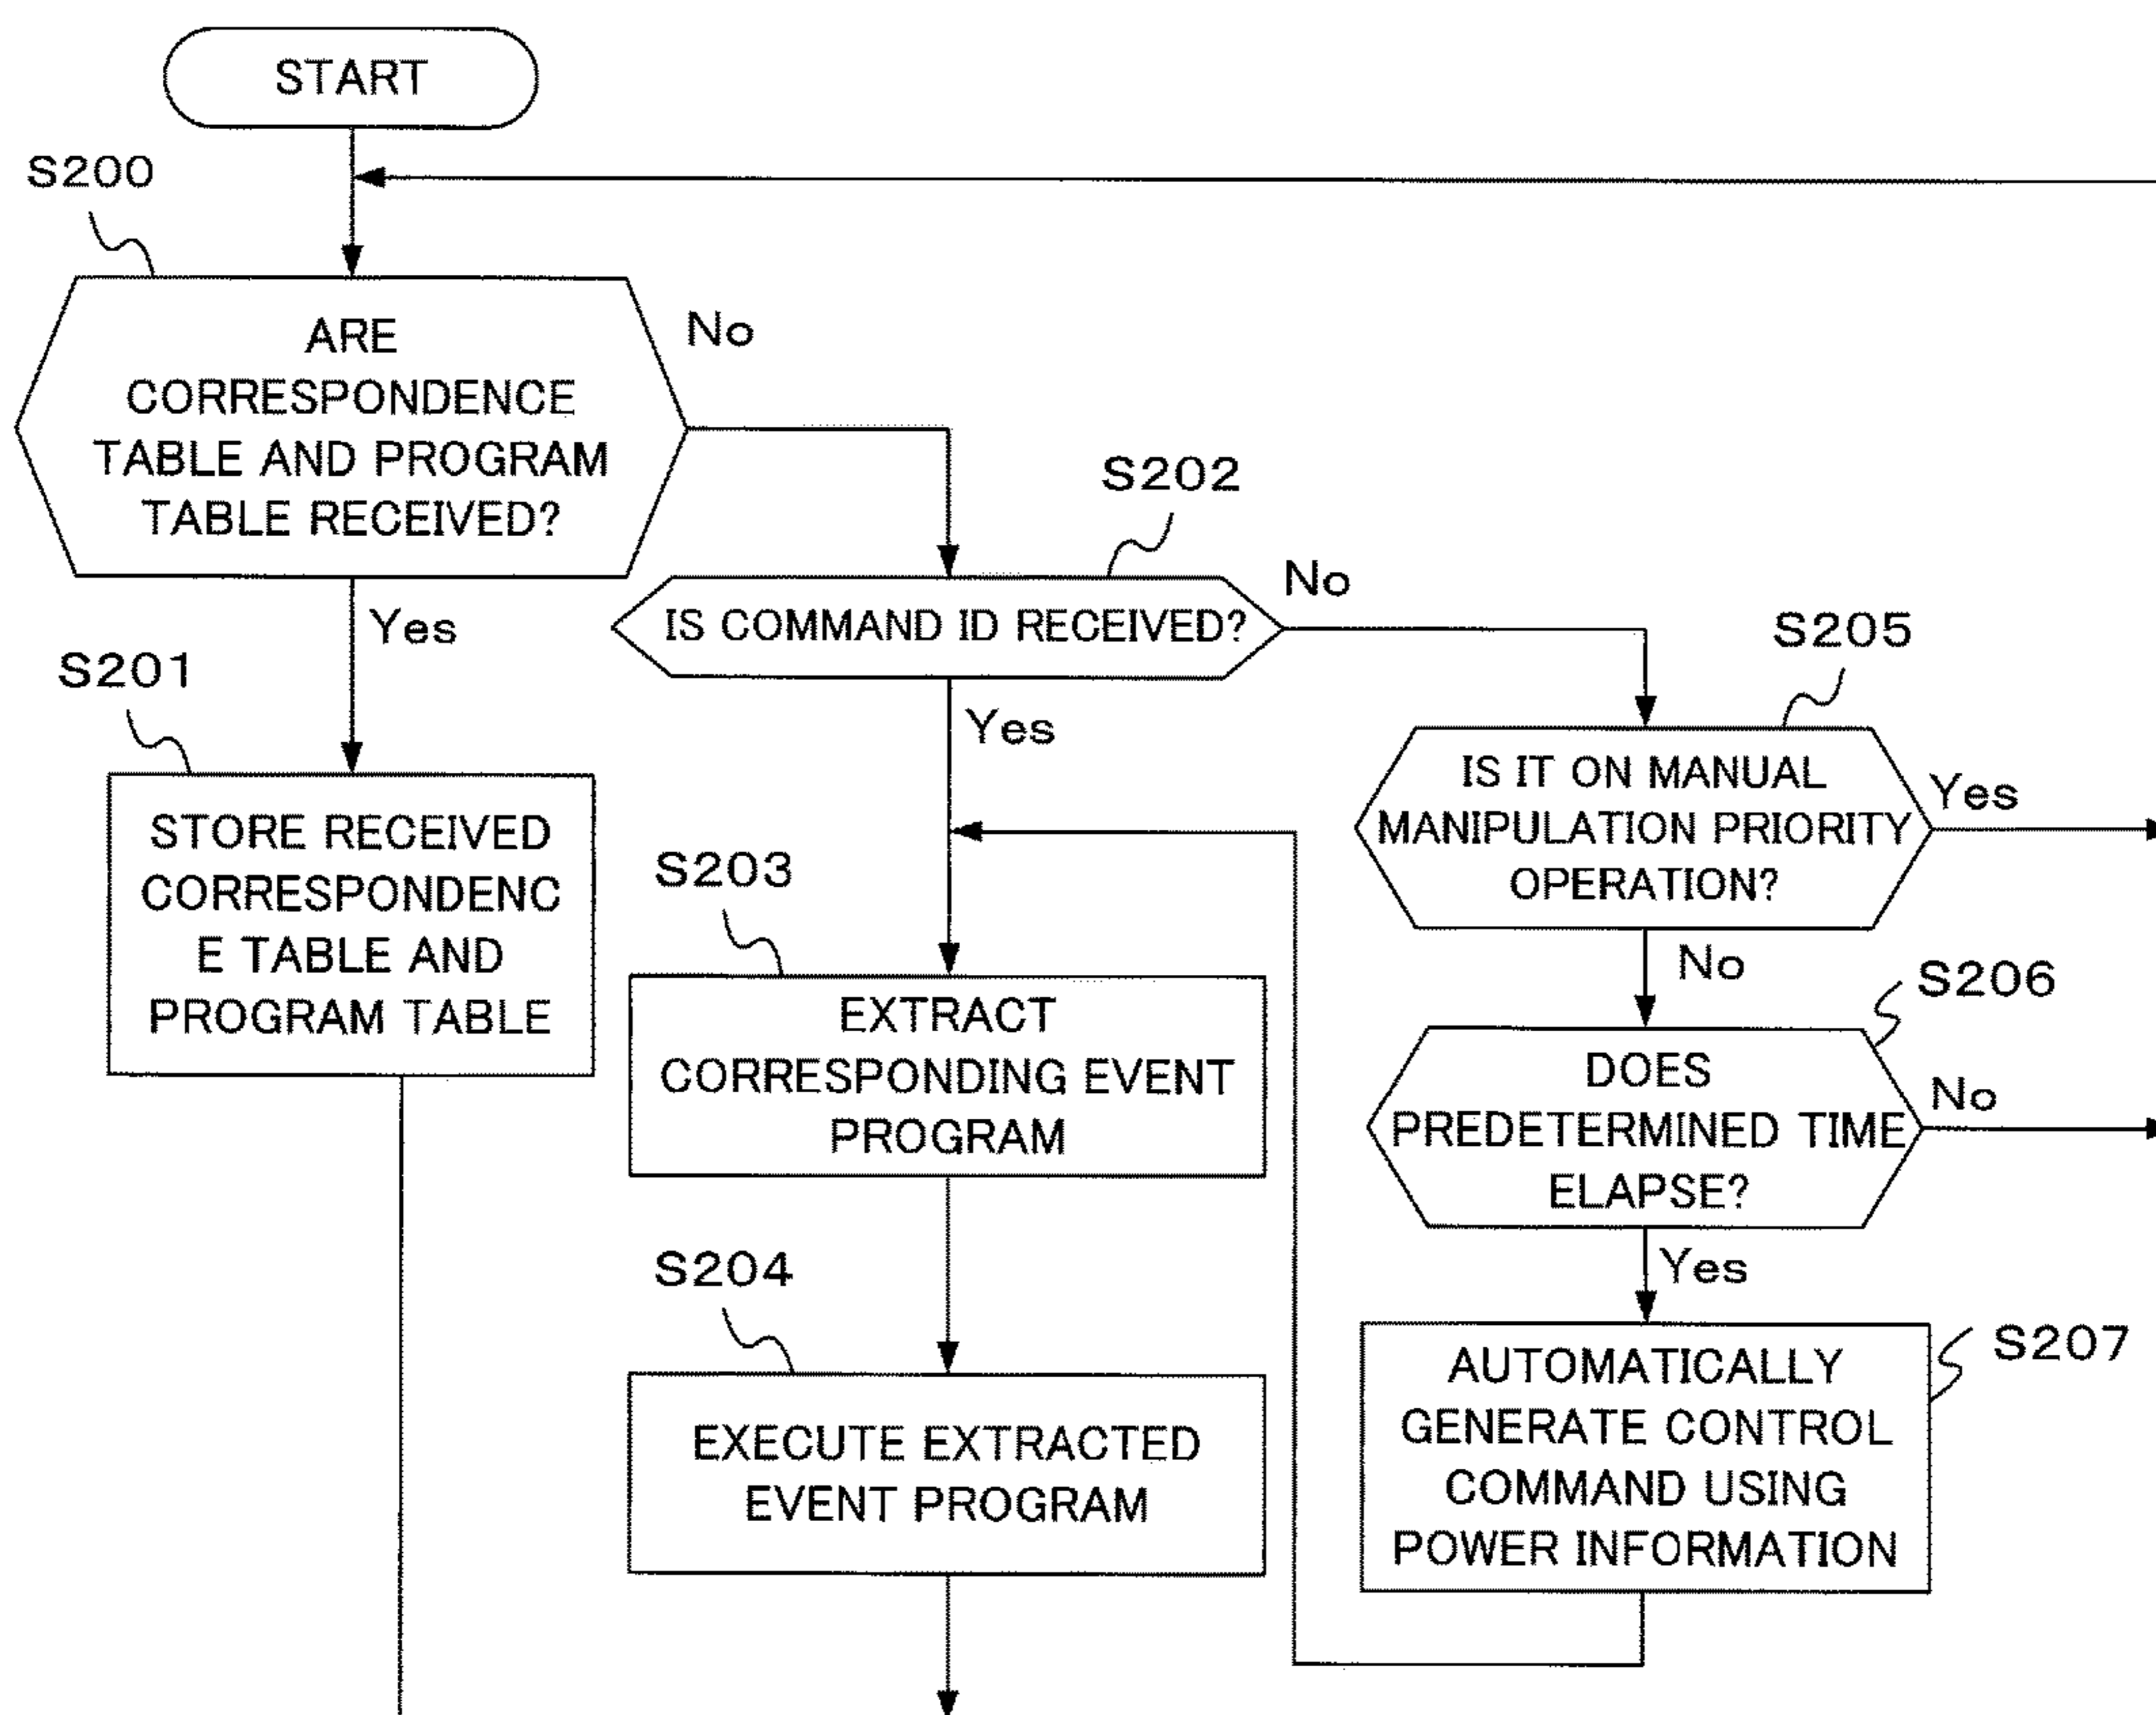 START
S200
ARE
CORRESPONDENCE
TABLE AND PROGRAM
TABLE RECEIVED?
No
Yes
S201
STORE RECEIVED
CORRESPONDENC
E TABLE AND
PROGRAM TABLE
S202
IS COMMAND ID RECEIVED?
No
Yes
S203
EXTRACT
CORRESPONDING EVENT
PROGRAM
S204
EXECUTE EXTRACTED
EVENT PROGRAM
S205
IS IT ON MANUAL
MANIPULATION PRIORITY
OPERATION?
Yes
No
S206
DOES
PREDETERMINED TIME
ELAPSE?
No
Yes
S207
AUTOMATICALLY
GENERATE CONTROL
COMMAND USING
POWER INFORMATION